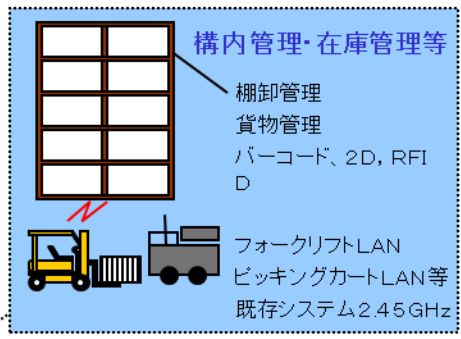 構内管理・在庫管理等
棚卸管理
貨物管理
バーコード、2D，RFI
D
フォークリフトLAN
ピッキングカートLAN等
既存システム2.45GHz